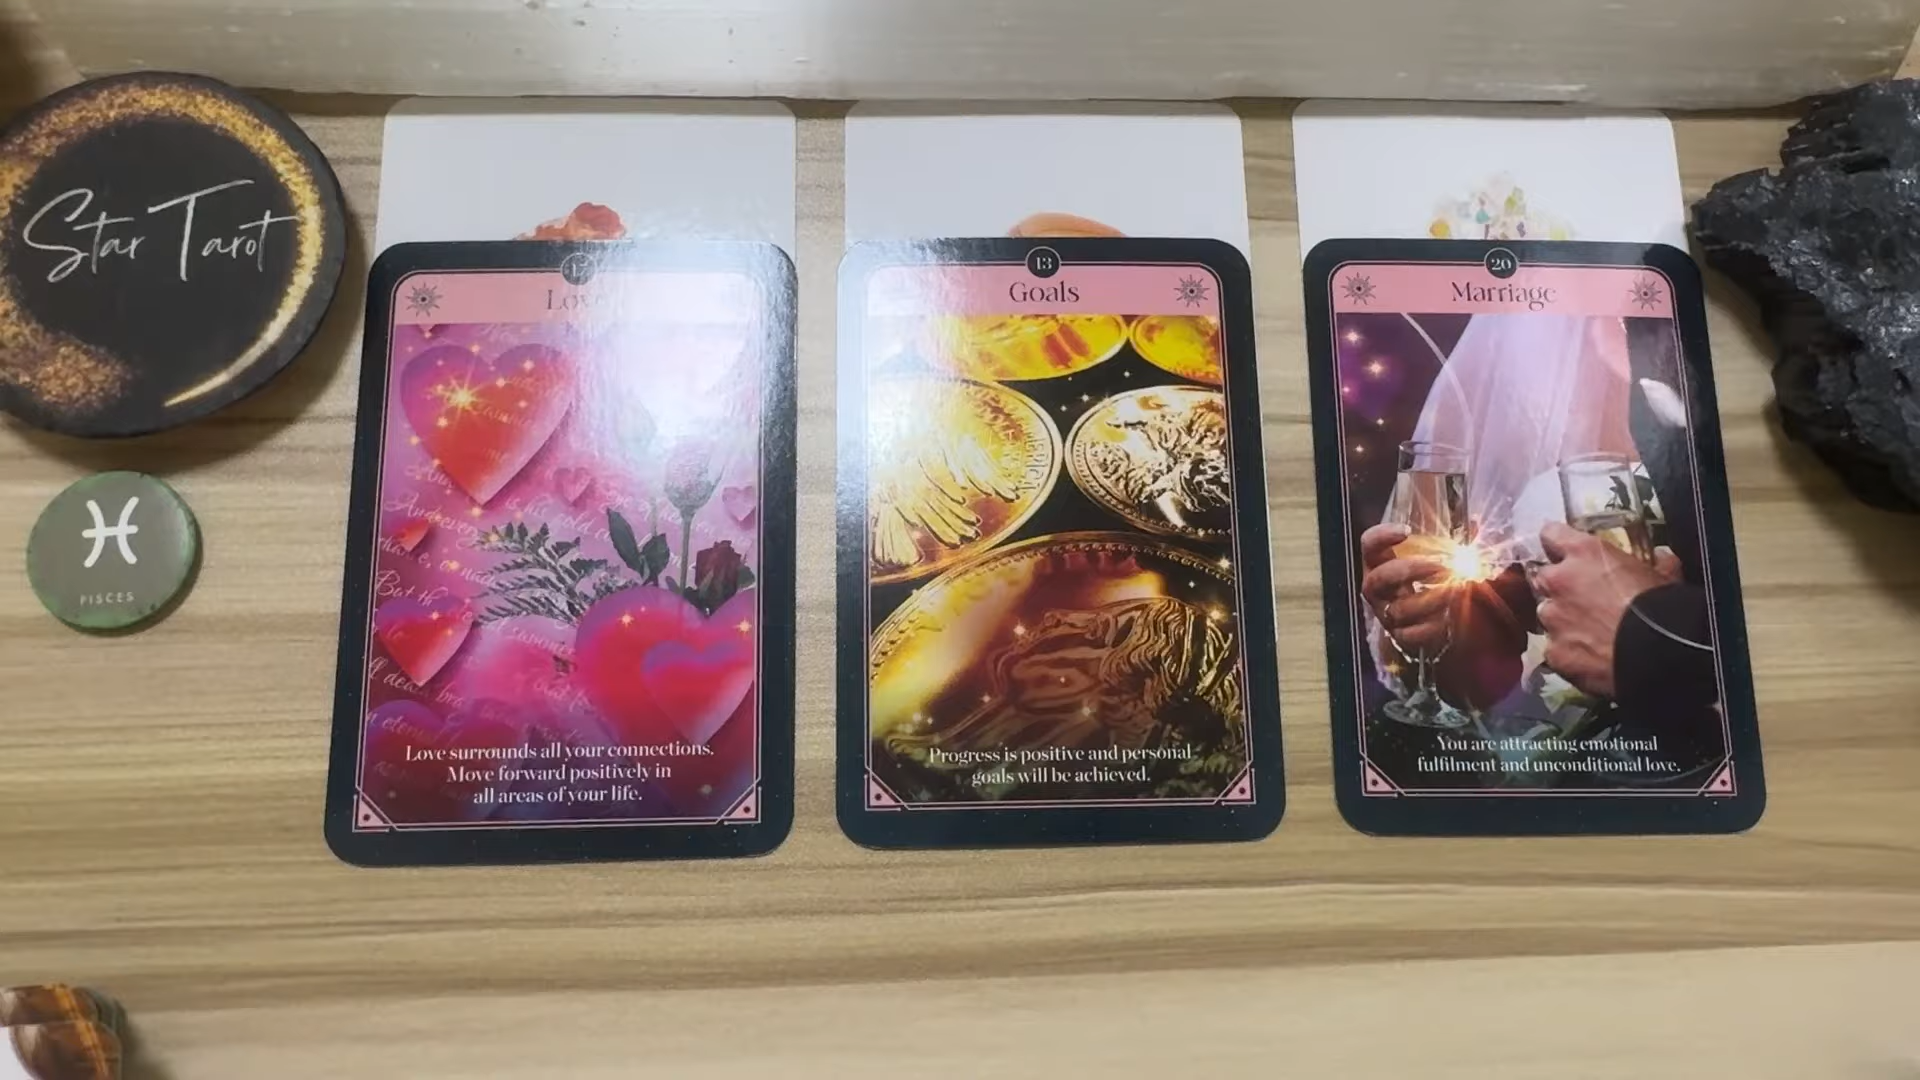 Star Tarot
PISCES
Love
Love surrounds all your connections.
Move forward positively in
all areas of your life.
13
Goals
Progress is positive and personal
goals will be achieved.
20
Marriage
You are attracting emotional
fulfilment and unconditional love.